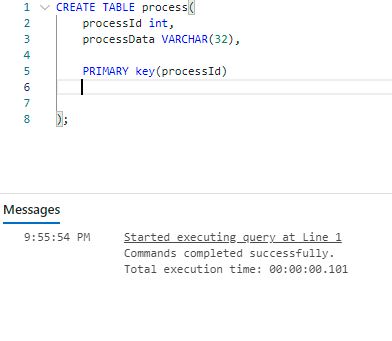 1 CREATE TABLE process(
2 processId int,
3 processData VARCHAR(32),
4
5 PRIMARY key(processId)
6
7
8 );
Messages
9:55:54 PM Started executing query at Line 1
Commands completed successfully.
Total execution time: 00:00:00.101